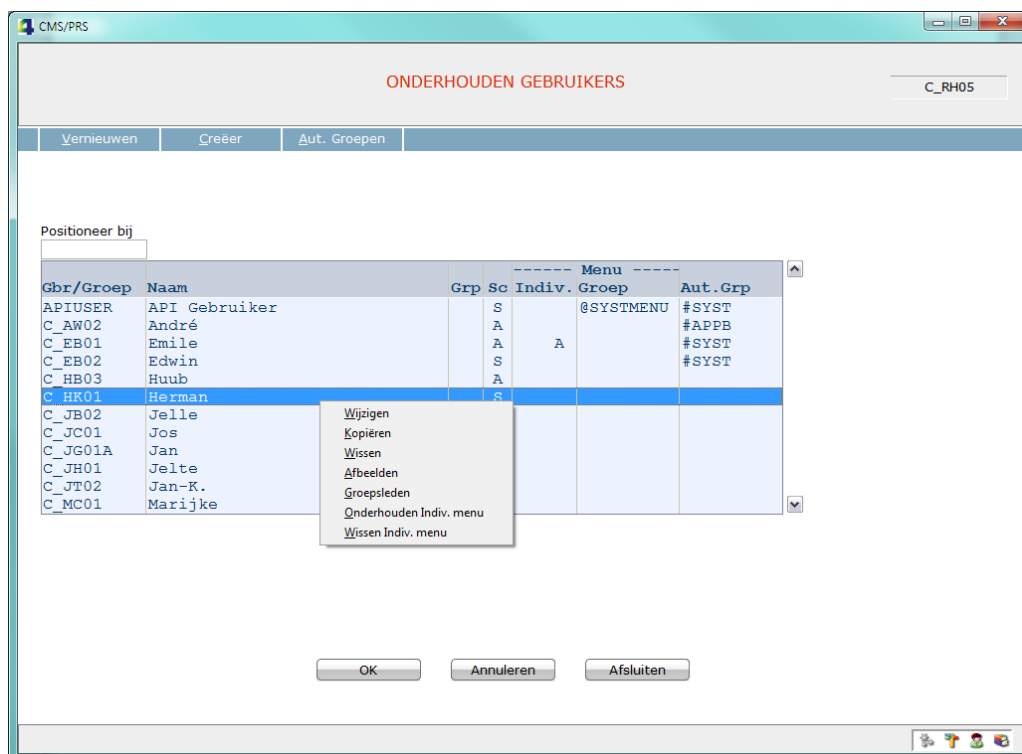 CMS/PRS
ONDERHOUDEN GEBRUIKERS
C_RH05
Vernieuwen Creëer Aut. Groepen
Positioneer bij
------ Menu -----
Gbr/Groep Naam Grp Sc Indiv. Groep Aut.Grp
APIUSER API Gebruiker S @SYSTMENU #SYST
C_AW02 André A #APPB
C_EB01 Emile A A #SYST
C_EB02 Edwin S #SYST
C_HB03 Huub A
C_HK01 Herman S
C_JB02 Jelle
C_JC01 Jos
C_JG01A Jan
C_JH01 Jelte
C_JT02 Jan-K.
C_MC01 Marijke
Wijzigen
Kopiëren
Wissen
Afbeelden
Groepsleden
Onderhouden Indiv. menu
Wissen Indiv. menu
OK Annuleren Afsluiten